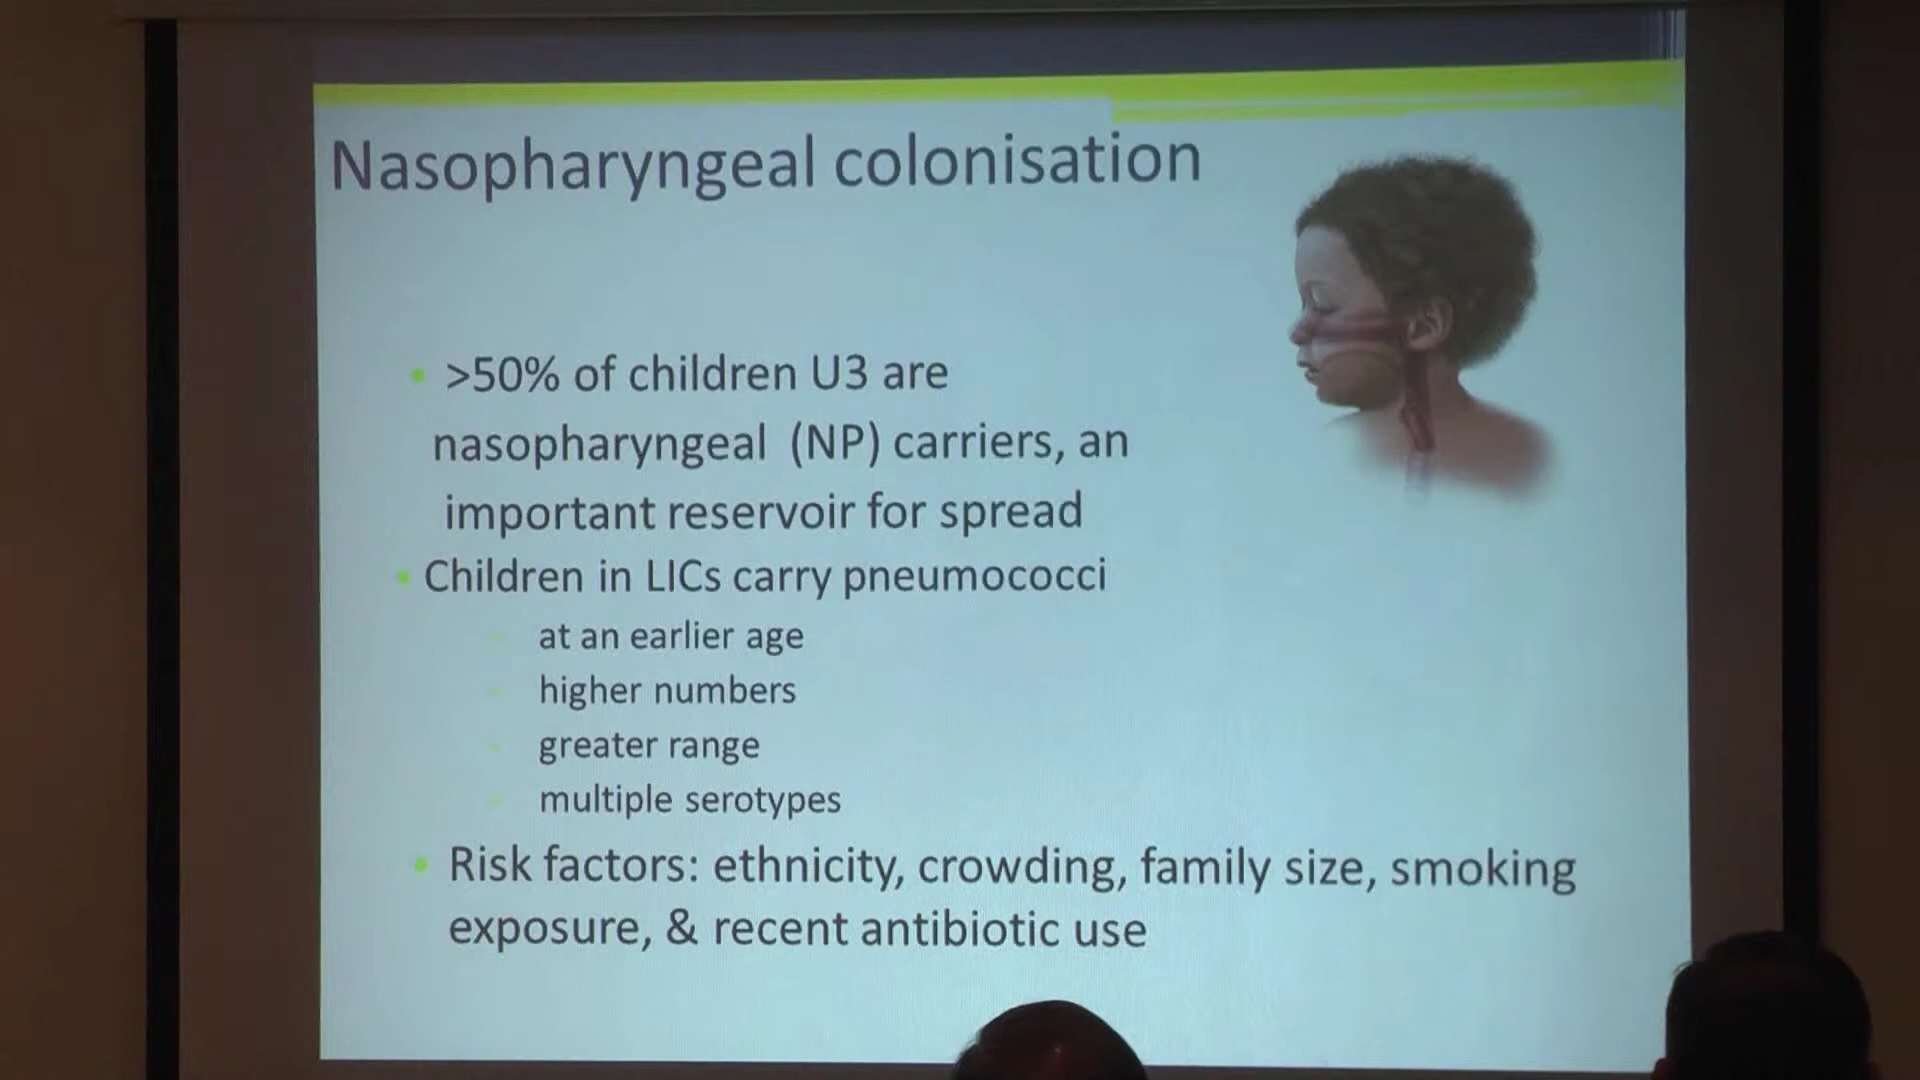 Nasopharyngeal colonisation
>50% of children U3 are
nasopharyngeal (NP) carriers, an
important reservoir for spread
Children in LICs carry pneumococci
at an earlier age
higher numbers
greater range
multiple serotypes
Risk factors: ethnicity, crowding, family size, smoking
exposure, & recent antibiotic use